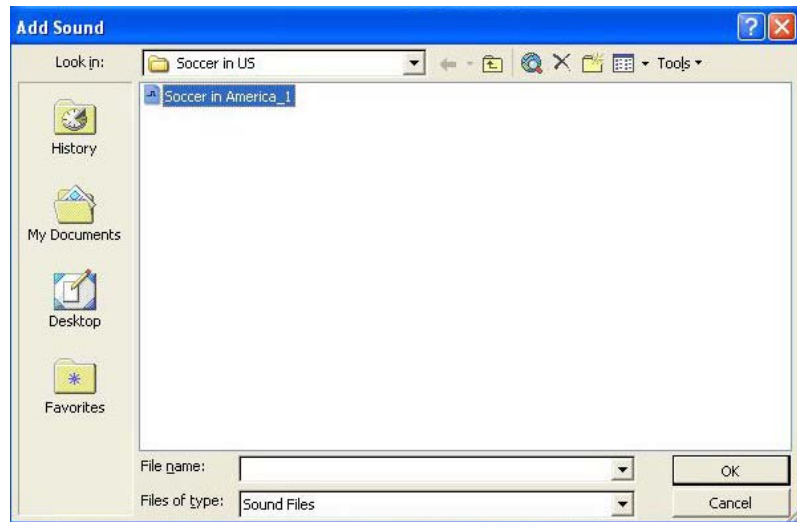 Add Sound
Look in:
Soccer in US
Tools
Soccer in America_1
History
My Documents
Desktop
Favorites
File name:
OK
Files of type:
Sound Files
Cancel